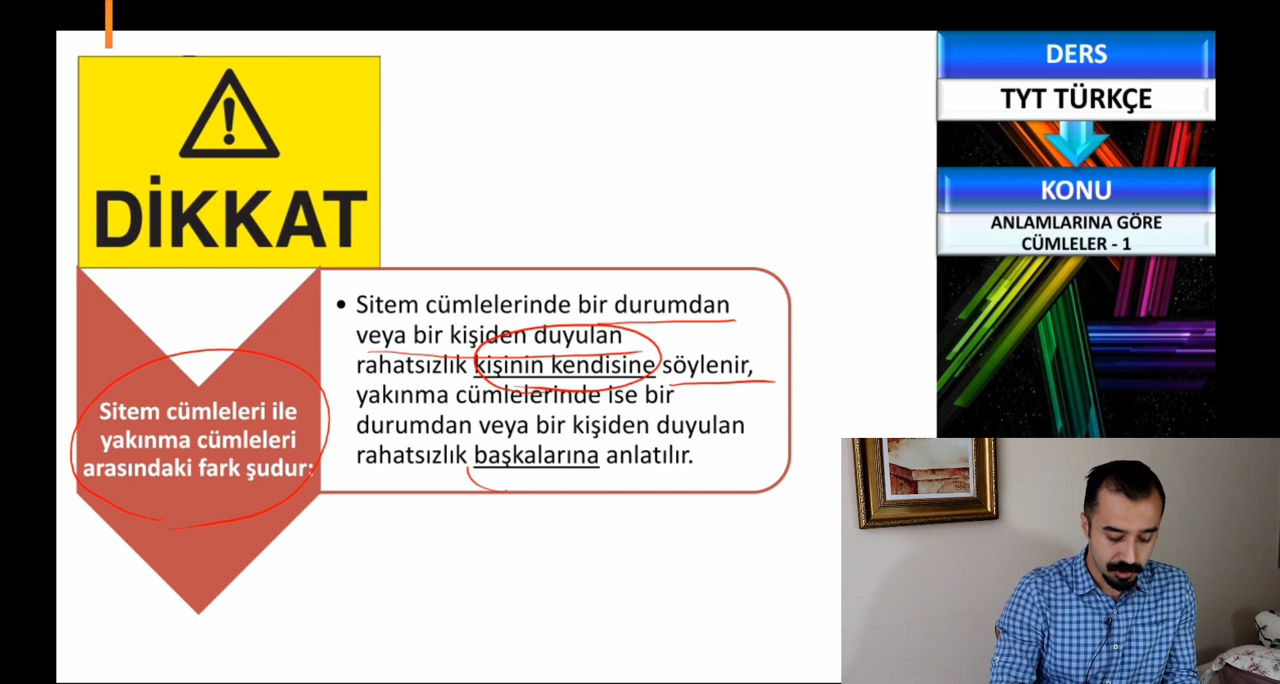 DİKKAT
Sitem cümleleri ile
yakınma cümleleri
arasındaki fark şudur:
• Sitem cümlelerinde bir durumdan
veya bir kişiden duyulan
rahatsızlık kişinin kendisine söylenir,
yakınma cümlelerinde ise bir
durumdan veya bir kişiden duyulan
rahatsızlık başkalarına anlatılır.
DERS
TYT TÜRKÇE
KONU
ANLAMLARINA GÖRE
CÜMLELER - 1